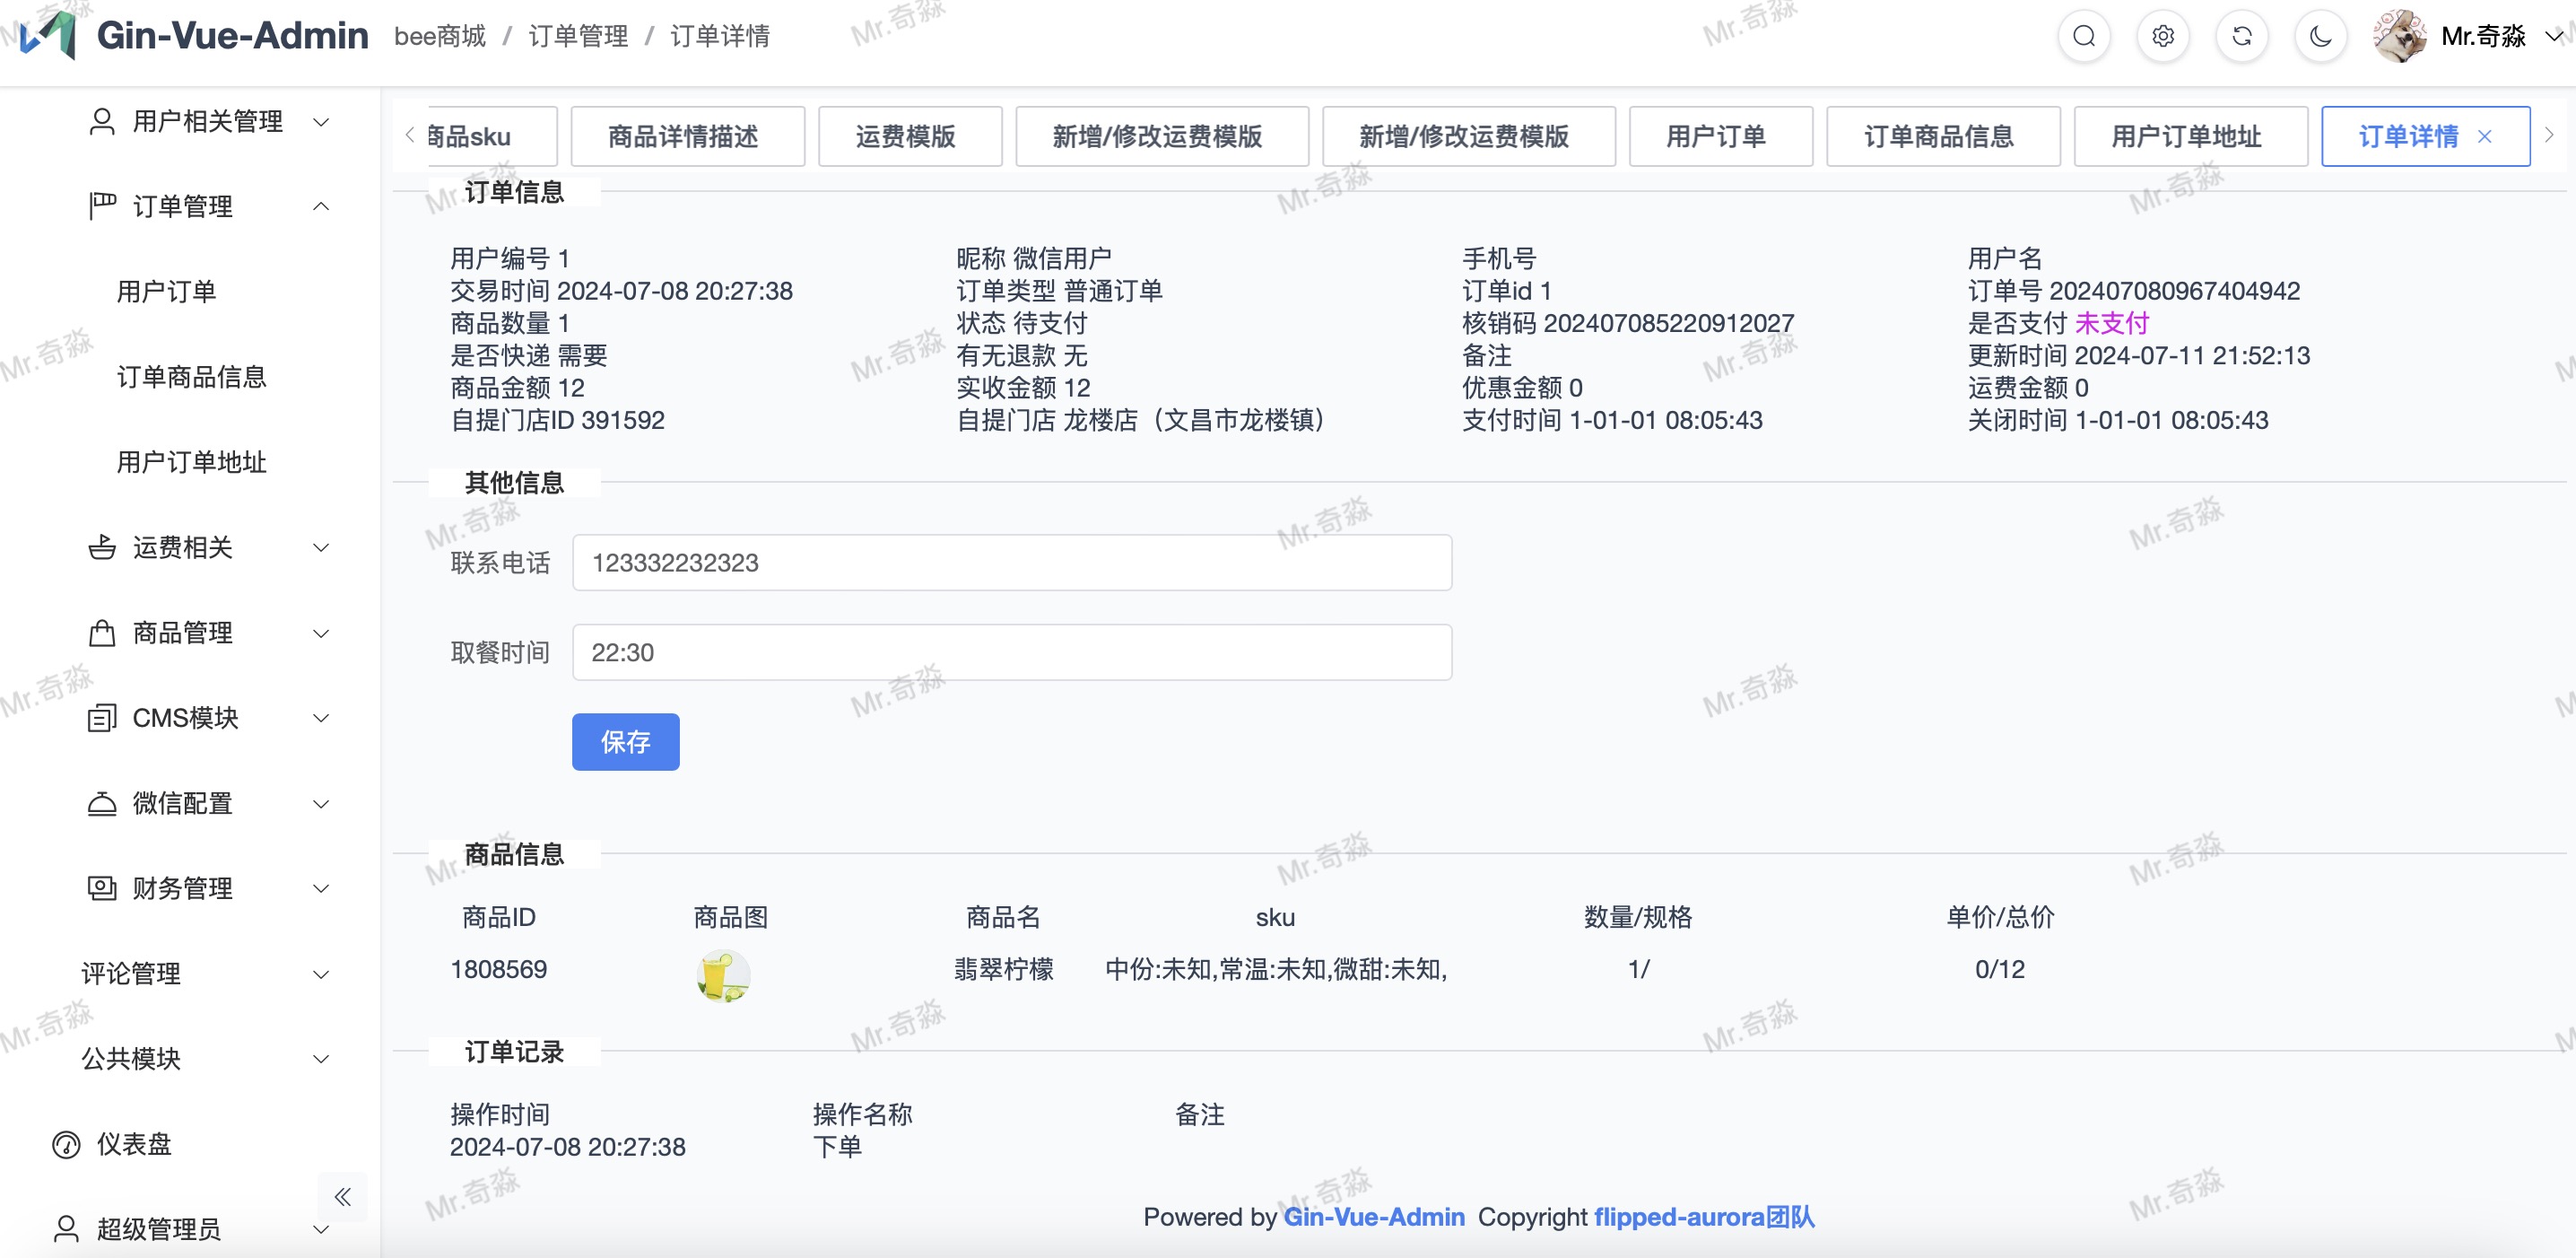 Gin-Vue-Admin
bee商城 / 订单管理 / 订单详情
Mr.奇淼
用户相关管理
订单管理
用户订单
订单商品信息
用户订单地址
运费相关
商品管理
CMS模块
微信配置
财务管理
评论管理
公共模块
仪表盘
超级管理员
商品sku 商品详情描述 运费模版 新增/修改运费模版 新增/修改运费模版 用户订单 订单商品信息 用户订单地址 订单详情
订单信息
用户编号 1 昵称 微信用户 手机号 用户名
交易时间 2024-07-08 20:27:38 订单类型 普通订单 订单id 1 订单号 202407080967404942
商品数量 1 状态 待支付 核销码 202407085220912027 是否支付 未支付
是否快递 需要 有无退款 无 备注 更新时间 2024-07-11 21:52:13
商品金额 12 实收金额 12 优惠金额 0 运费金额 0
自提门店ID 391592 自提门店 龙楼店（文昌市龙楼镇） 支付时间 1-01-01 08:05:43 关闭时间 1-01-01 08:05:43
其他信息
联系电话 123332232323
取餐时间 22:30
保存
商品信息
商品ID 商品图 商品名 sku 数量/规格 单价/总价
1808569 翡翠柠檬 中份:未知,常温:未知,微甜:未知, 1/ 0/12
订单记录
操作时间 操作名称 备注
2024-07-08 20:27:38 下单
Powered by Gin-Vue-Admin Copyright flipped-aurora团队